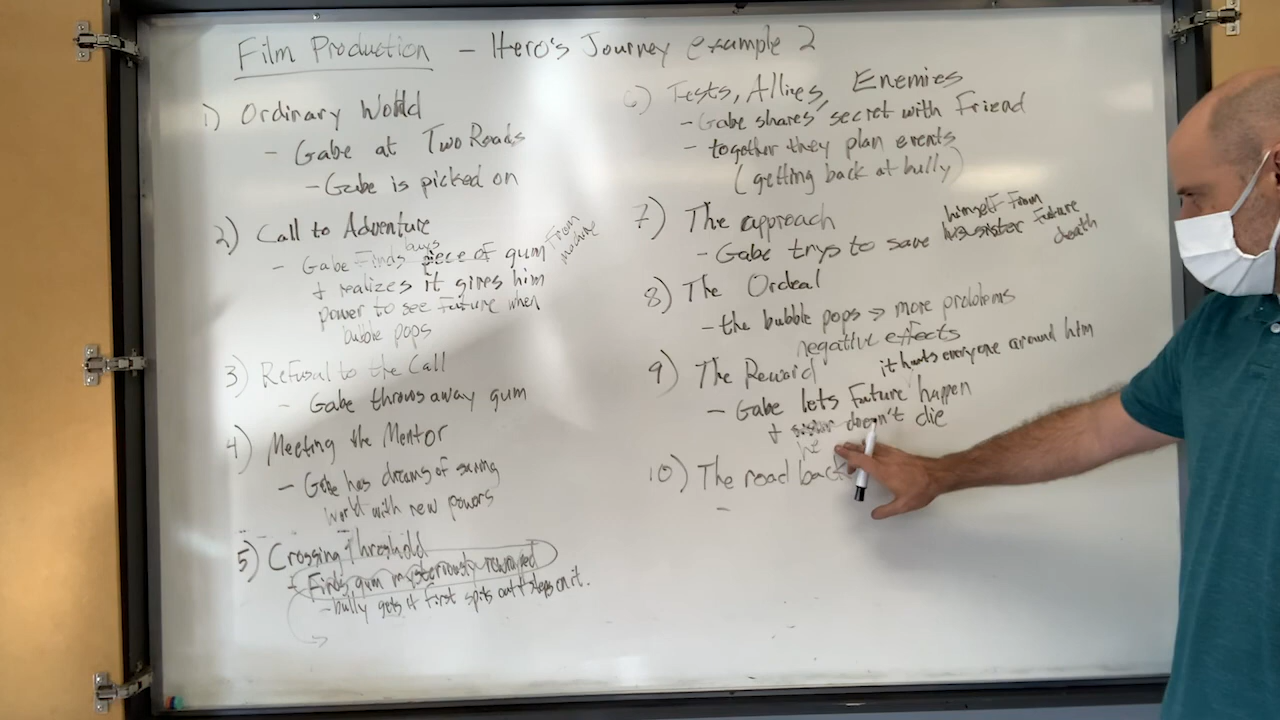 Film Production - Hero's Journey example 2
1) Ordinary World
- Gabe at Two Roads
- Gabe is picked on
2) Call to Adventure
- Gabe finds buys piece of gum from machine
+ realizes it gives him
power to see future when
bubble pops
3) Refusal to the Call
- Gabe throws away gum
4) Meeting the Mentor
- Gabe has dreams of saving
world with new powers
5) Crossing threshold
- Finds gum mysteriously rewrapped
- bully gets it first spits out + steps on it.
6) Tests, Allies, Enemies
- Gabe shares secret with Friend
- together they plan events
(getting back at bully)
7) The approach
- Gabe trys to save himself from
sister future
death
8) The Ordeal
- the bubble pops → more problems
negative effects
9) The Reward it hurts everyone around him
- Gabe lets future happen
+ sister doesn't die
he
10) The road back
-